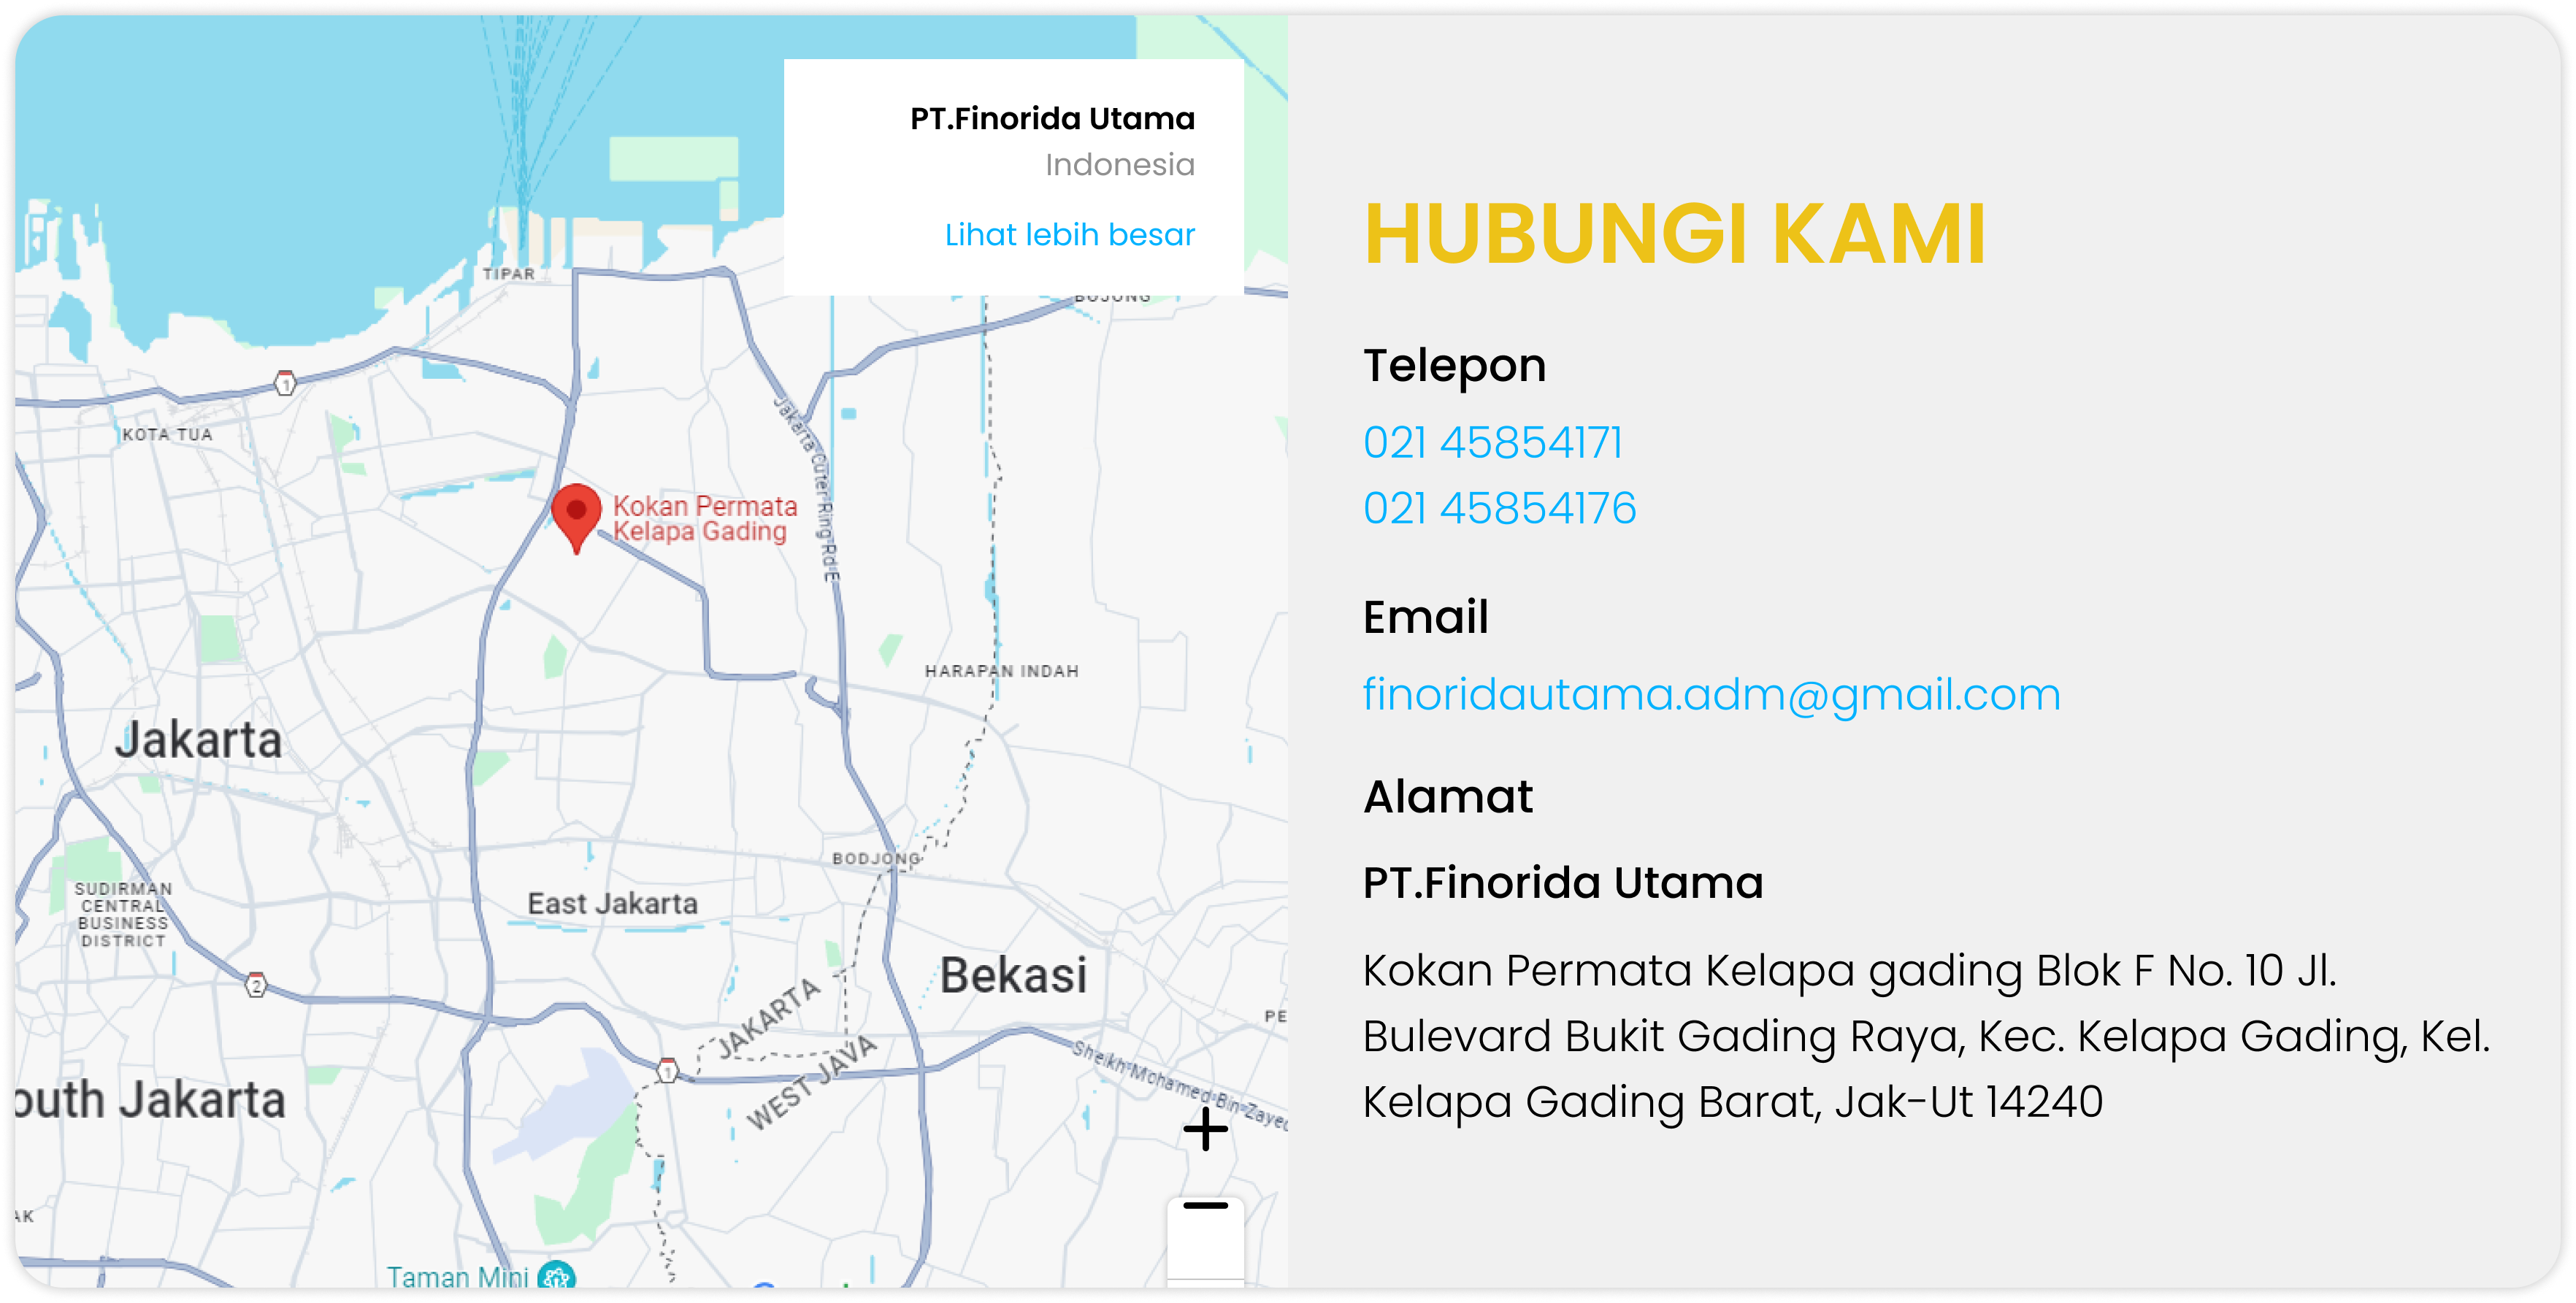 PT.Finorida Utama
Indonesia
Lihat lebih besar
TIPAR
BOJONG
1
KOTA TUA
Jakarta Outer Ring Rd E
Kokan Permata
Kelapa Gading
HARAPAN INDAH
Jakarta
BODJONG
SUDIRMAN
CENTRAL
BUSINESS
DISTRICT
East Jakarta
2
Bekasi
JAKARTA
WEST JAVA
1
PE
Sheikh Mohamed Bin Zayed
outh Jakarta
AK
Taman Mini
HUBUNGI KAMI
Telepon
021 45854171
021 45854176
Email
finoridautama.adm@gmail.com
Alamat
PT.Finorida Utama
Kokan Permata Kelapa gading Blok F No. 10 Jl.
Bulevard Bukit Gading Raya, Kec. Kelapa Gading, Kel.
Kelapa Gading Barat, Jak-Ut 14240